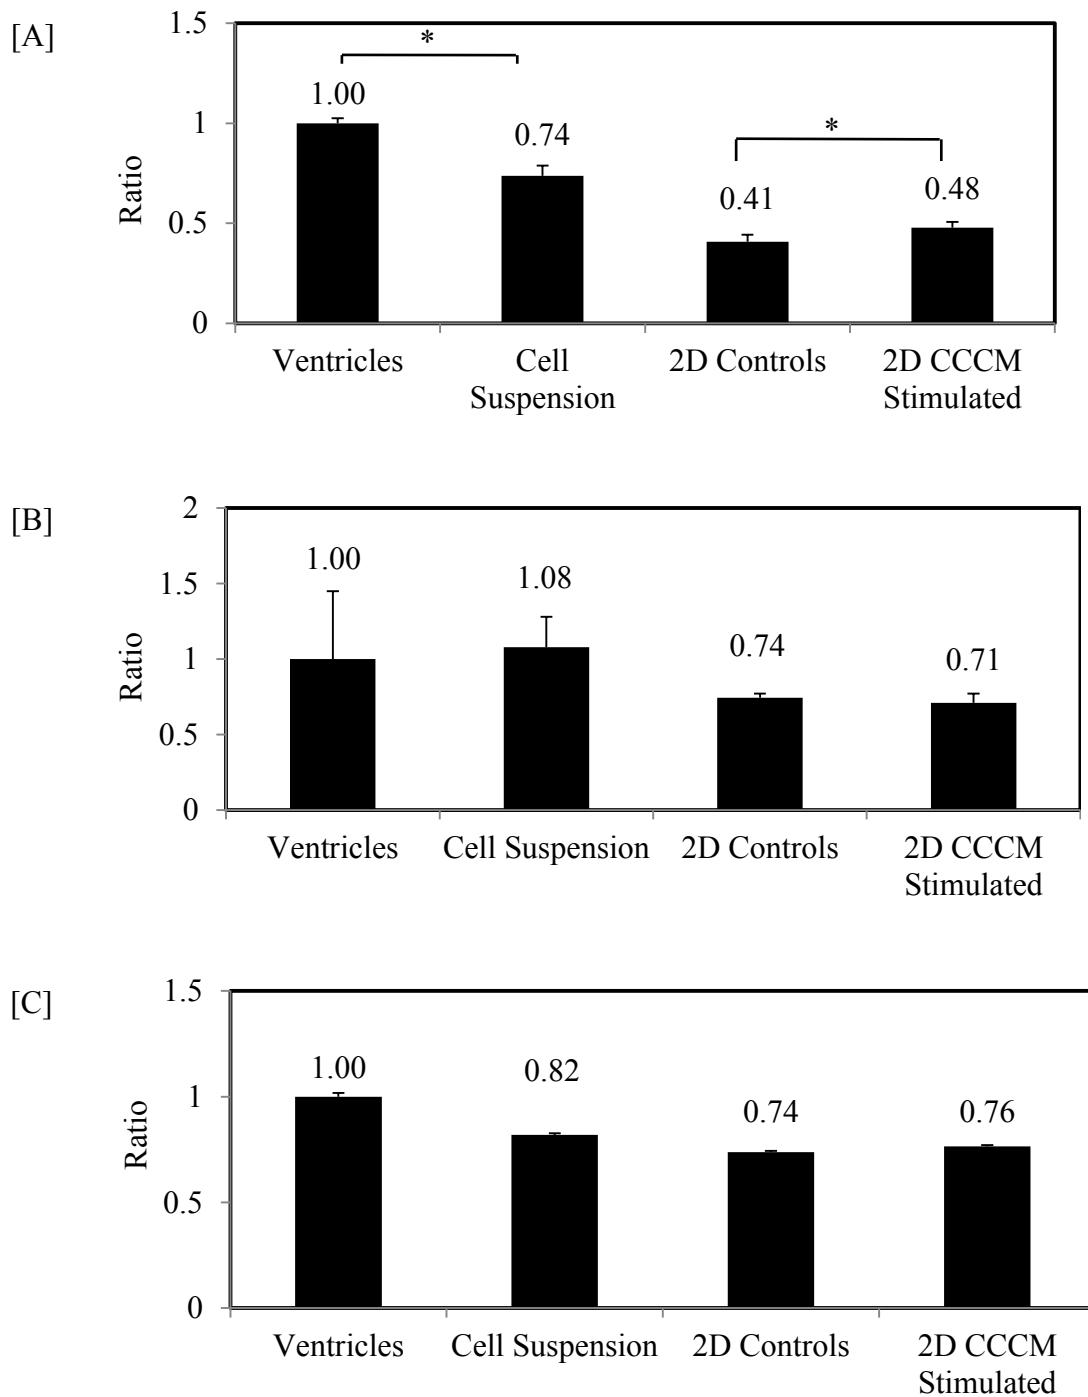 [A]
1.5
*
1.00
*
1
0.74
0.48
0.41
Ratio
0.5
0
Ventricles
Cell
Suspension
2D Controls
2D CCCM
Stimulated
[B]
2
1.00
1.08
1.5
0.74
0.71
Ratio
1
0.5
0
Ventricles
Cell Suspension
2D Controls
2D CCCM
Stimulated
[C]
1.5
1.00
0.82
1
0.74
0.76
Ratio
0.5
0
Ventricles
Cell Suspension
2D Controls
2D CCCM
Stimulated